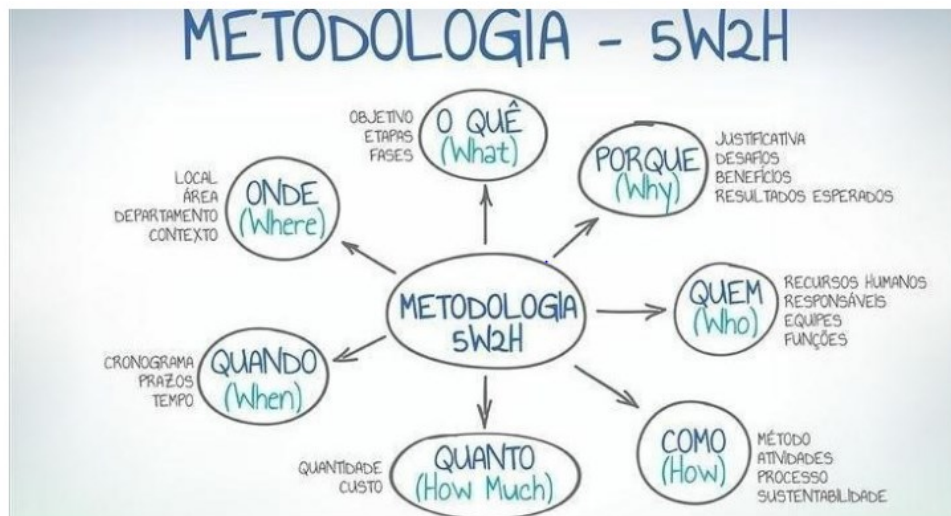 METODOLOGIA - 5W2H
OBJETIVO
ETAPAS
FASES
O QUÊ
(What)
PORQUE
(Why)
JUSTIFICATIVA
DESAFIOS
BENEFÍCIOS
RESULTADOS ESPERADOS
LOCAL
ÁREA
DEPARTAMENTO
CONTEXTO
ONDE
(Where)
METODOLOGIA
5W2H
QUEM
(Who)
RECURSOS HUMANOS
RESPONSÁVEIS
EQUIPES
FUNÇÕES
CRONOGRAMA
PRAZOS
TEMPO
QUANDO
(When)
QUANTIDADE
CUSTO
QUANTO
(How Much)
COMO
(How)
MÉTODO
ATIVIDADES
PROCESSO
SUSTENTABILIDADE